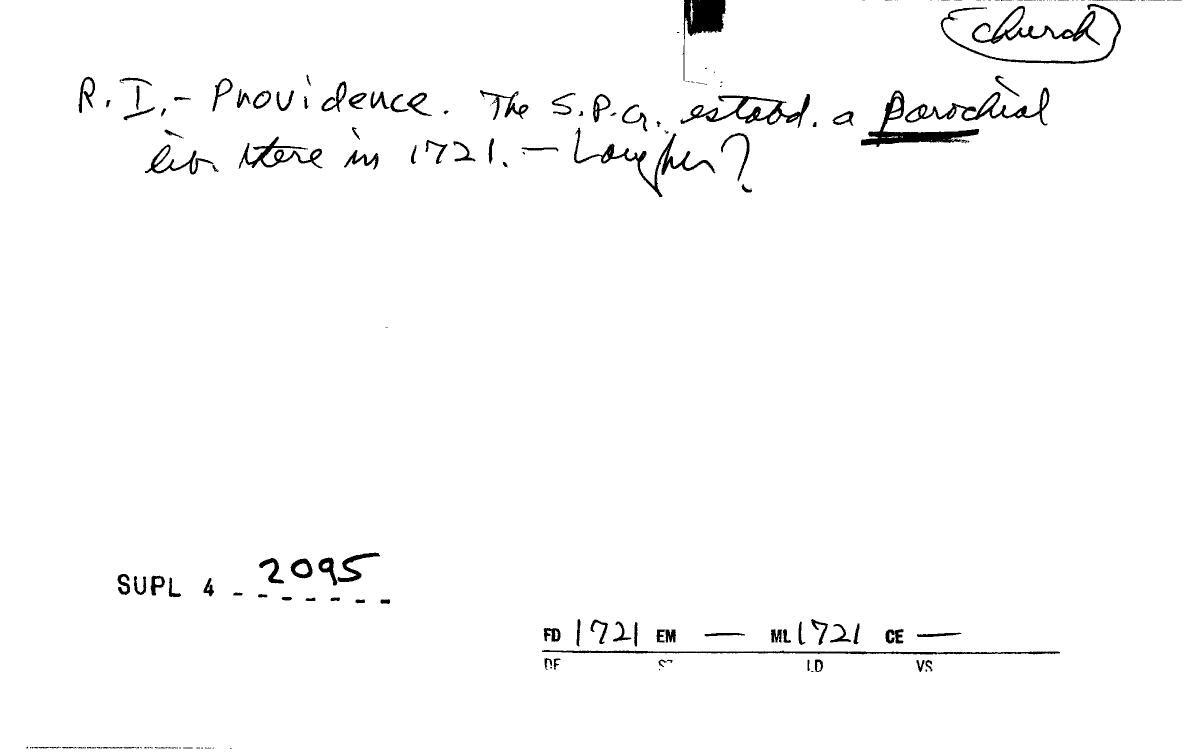 church
R.I.- Providence. The S.P.G. estabd. a parochial
lib. there in 1721. — Laugher?
SUPL 4 2095
FD 1721 EM — ML 1721 CE —
DF LD VS